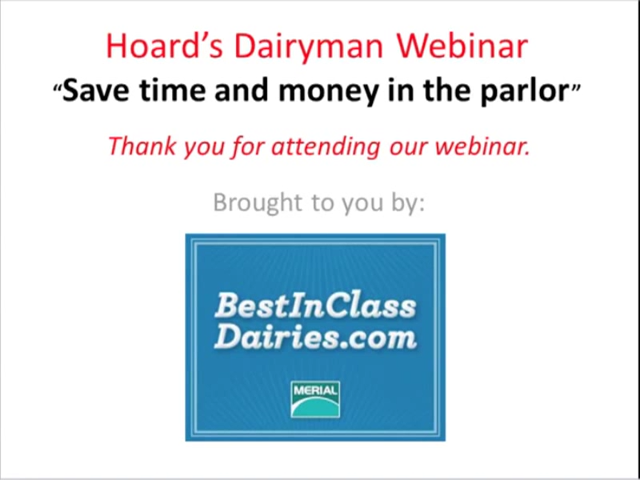 Hoard’s Dairyman Webinar
“Save time and money in the parlor”
Thank you for attending our webinar.
Brought to you by:
BestInClass
Dairies.com
MERIAL